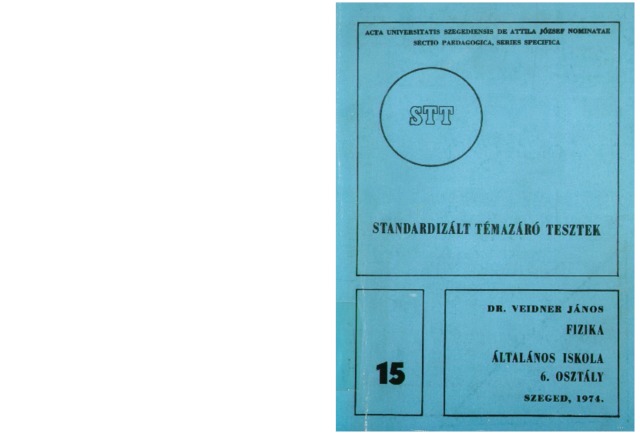 ACTA UNIVERSITATIS SZEGEDIENSIS DE ATTILA JÓZSEF NOMINATAE
SECTIO PAEDAGOGICA, SERIES SPECIFICA
STT
STANDARDIZÁLT TÉMAZÁRÓ TESZTEK
15
DR. VEIDNER JÁNOS
FIZIKA
ÁLTALÁNOS ISKOLA
6. OSZTÁLY
SZEGED, 1974.